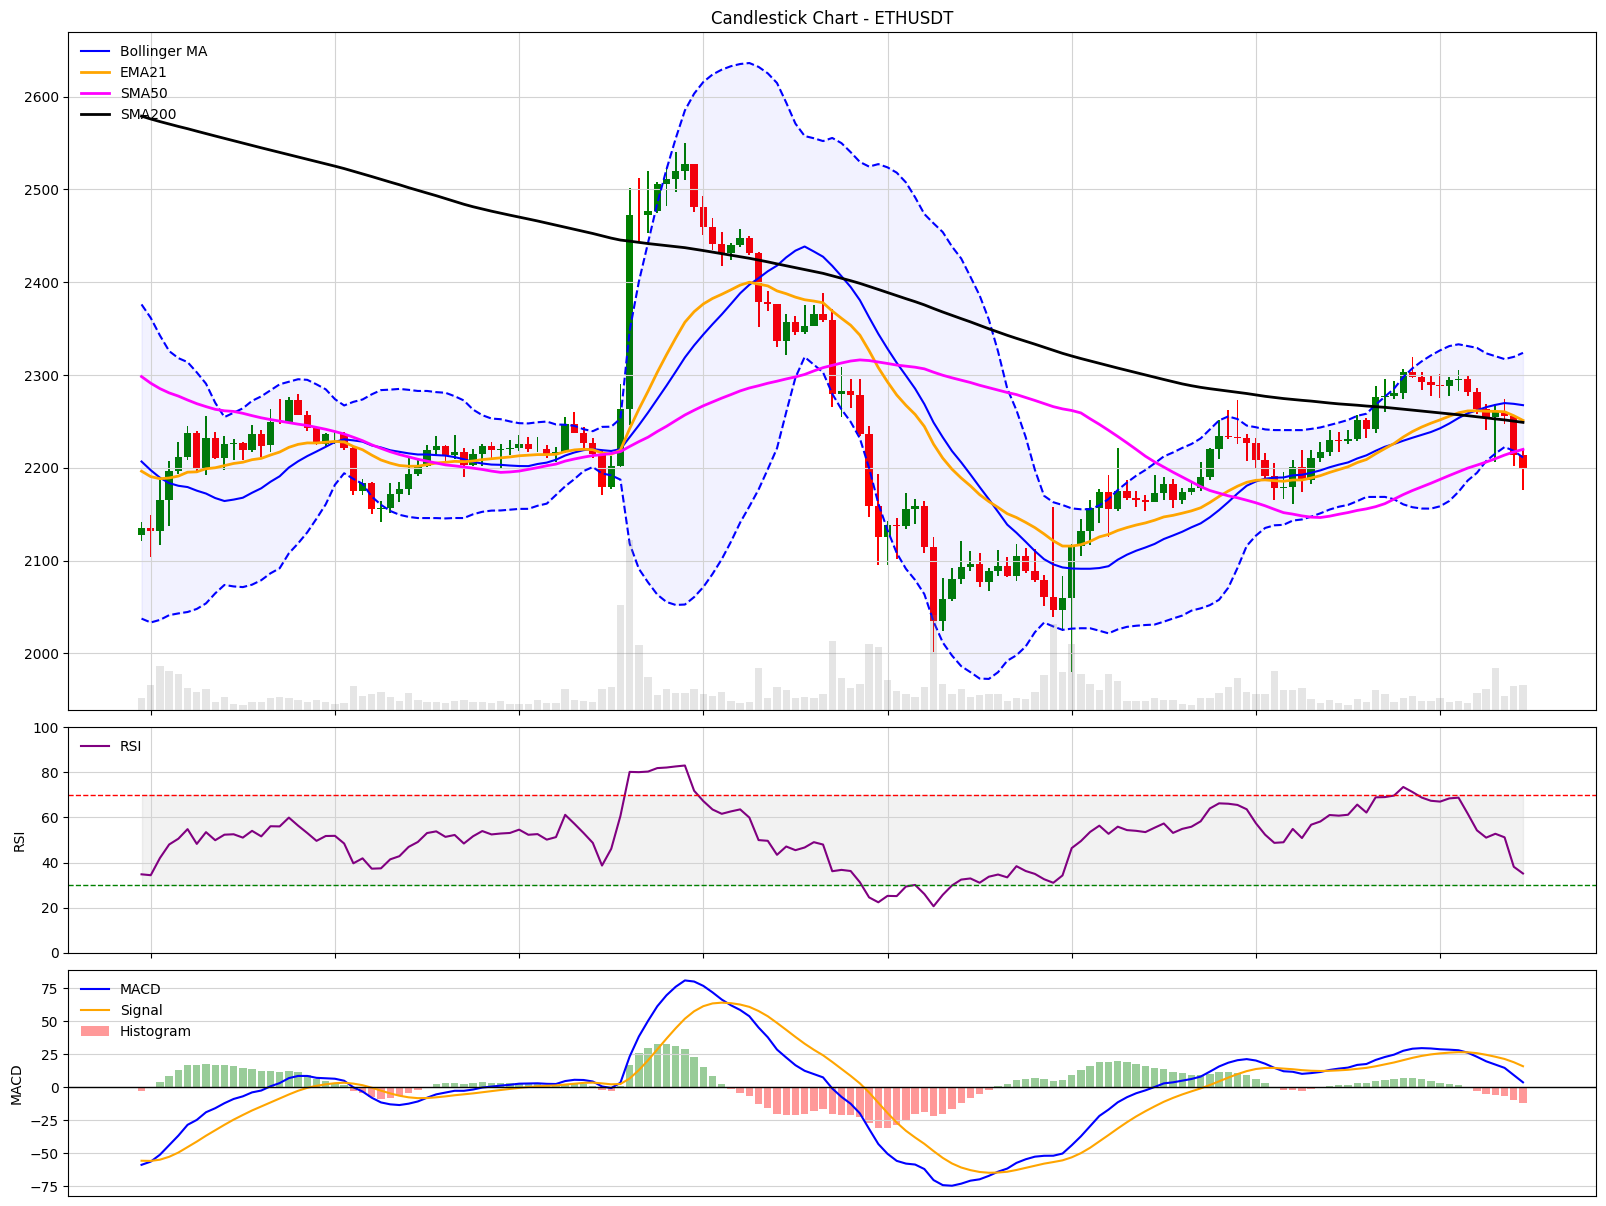 Candlestick Chart - ETHUSDT
Bollinger MA
EMA21
SMA50
SMA200
2600
2500
2400
2300
2200
2100
2000
100
80
60
40
20
0
RSI
RSI
75
50
25
0
−25
−50
−75
MACD
MACD
Signal
Histogram